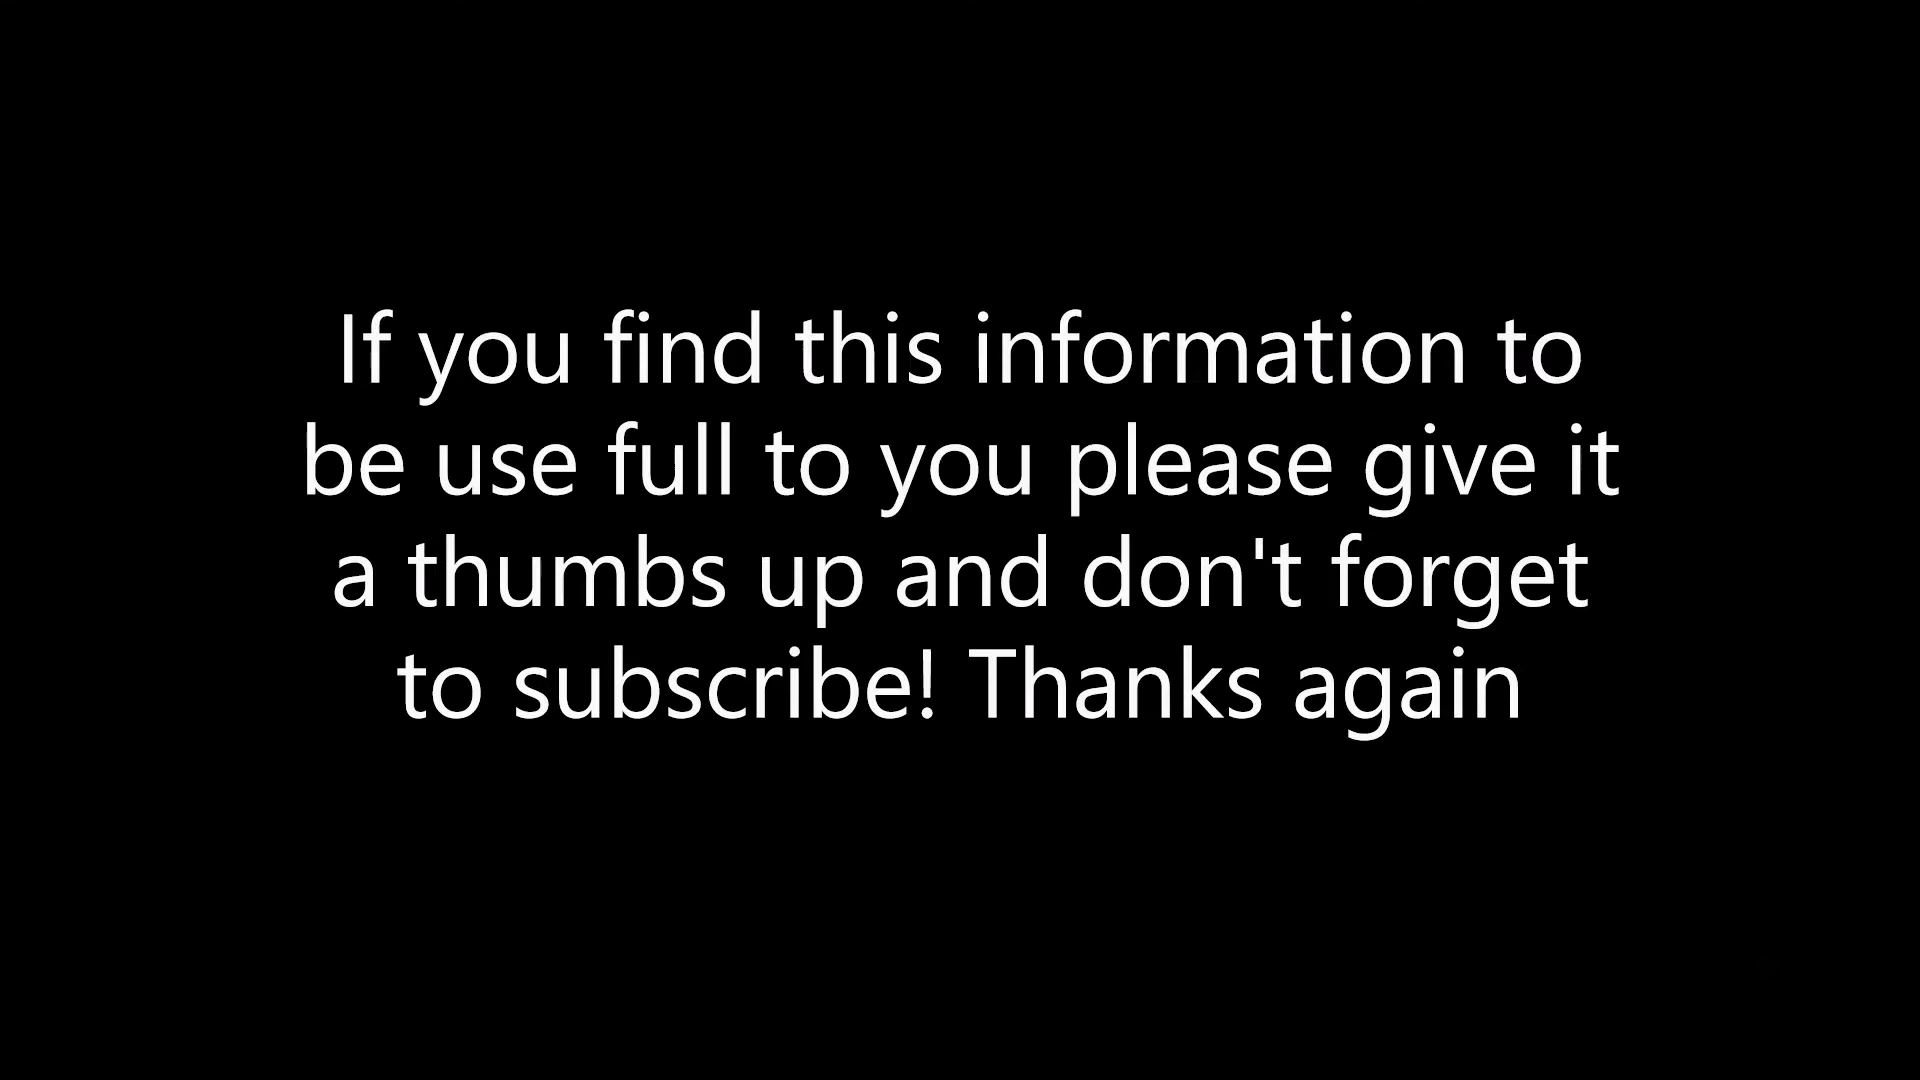 If you find this information to
be use full to you please give it
a thumbs up and don't forget
to subscribe! Thanks again